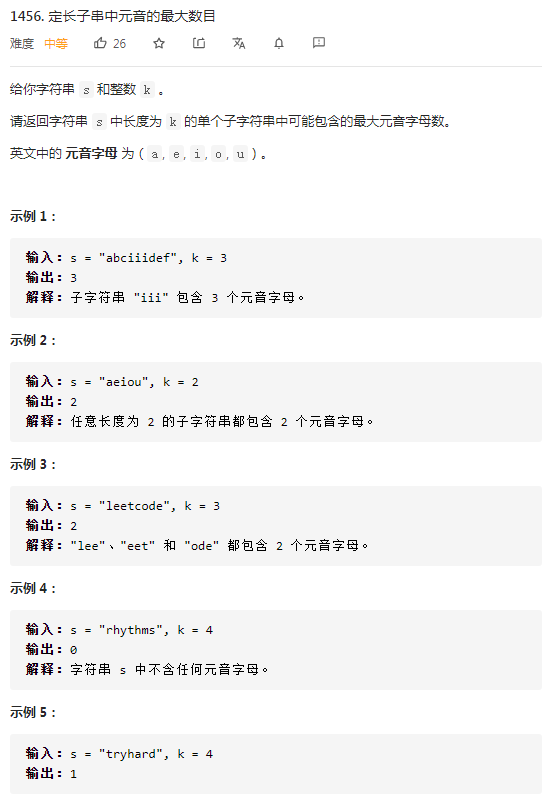 1456. 定长子串中元音的最大数目
难度 中等 26
给你字符串 s 和整数 k 。
请返回字符串 s 中长度为 k 的单个子字符串中可能包含的最大元音字母数。
英文中的 元音字母 为 ( a, e, i, o, u ) 。
示例 1：
输入：s = "abciiidef", k = 3
输出：3
解释：子字符串 "iii" 包含 3 个元音字母。
示例 2：
输入：s = "aeiou", k = 2
输出：2
解释：任意长度为 2 的子字符串都包含 2 个元音字母。
示例 3：
输入：s = "leetcode", k = 3
输出：2
解释："lee"、"eet" 和 "ode" 都包含 2 个元音字母。
示例 4：
输入：s = "rhythms", k = 4
输出：0
解释：字符串 s 中不含任何元音字母。
示例 5：
输入：s = "tryhard", k = 4
输出：1